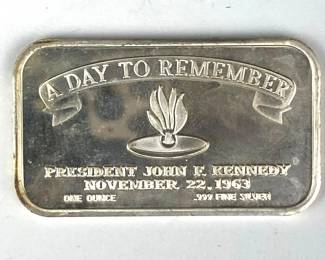 A DAY TO REMEMBER
PRESIDENT JOHN F. KENNEDY
NOVEMBER 22, 1963
ONE OUNCE .999 FINE SILVER